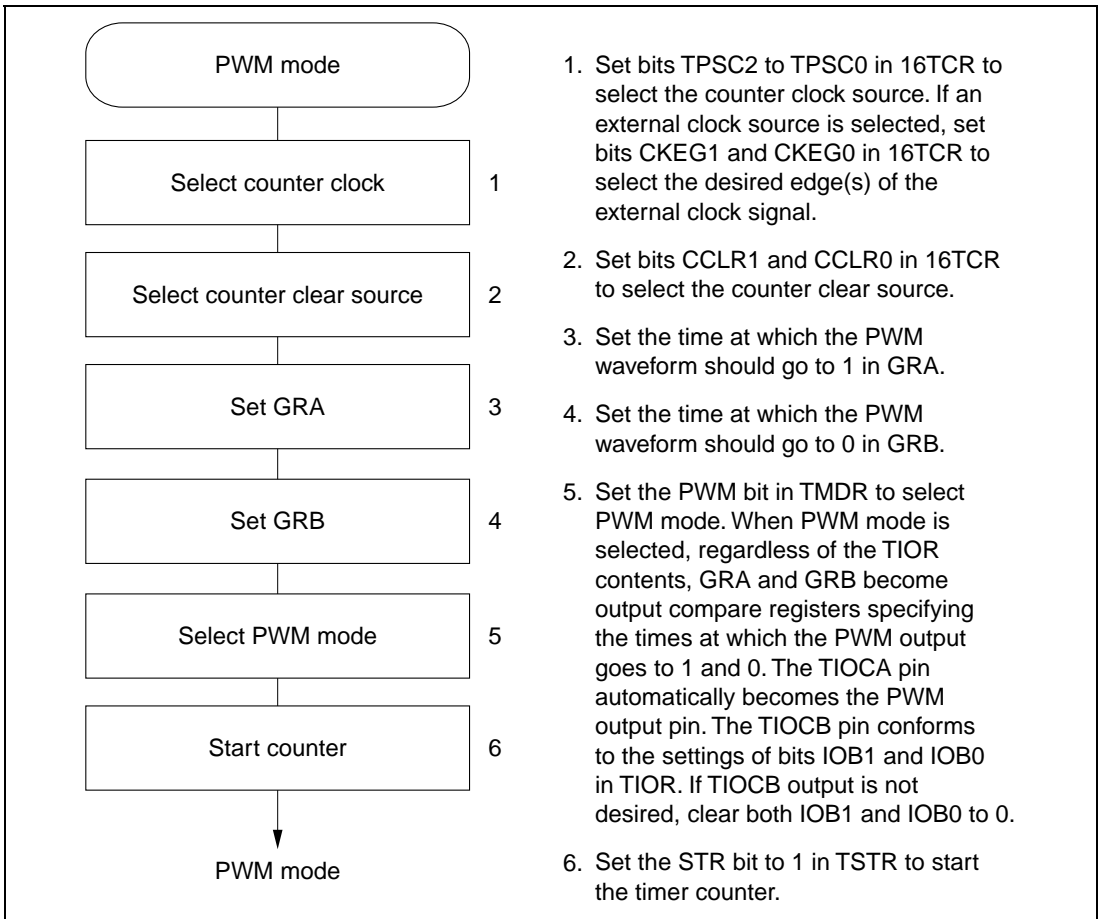 PWM mode
Select counter clock 1
Select counter clear source 2
Set GRA 3
Set GRB 4
Select PWM mode 5
Start counter 6
PWM mode
1. Set bits TPSC2 to TPSC0 in 16TCR to
select the counter clock source. If an
external clock source is selected, set
bits CKEG1 and CKEG0 in 16TCR to
select the desired edge(s) of the
external clock signal.
2. Set bits CCLR1 and CCLR0 in 16TCR
to select the counter clear source.
3. Set the time at which the PWM
waveform should go to 1 in GRA.
4. Set the time at which the PWM
waveform should go to 0 in GRB.
5. Set the PWM bit in TMDR to select
PWM mode. When PWM mode is
selected, regardless of the TIOR
contents, GRA and GRB become
output compare registers specifying
the times at which the PWM output
goes to 1 and 0. The TIOCA pin
automatically becomes the PWM
output pin. The TIOCB pin conforms
to the settings of bits IOB1 and IOB0
in TIOR. If TIOCB output is not
desired, clear both IOB1 and IOB0 to 0.
6. Set the STR bit to 1 in TSTR to start
the timer counter.